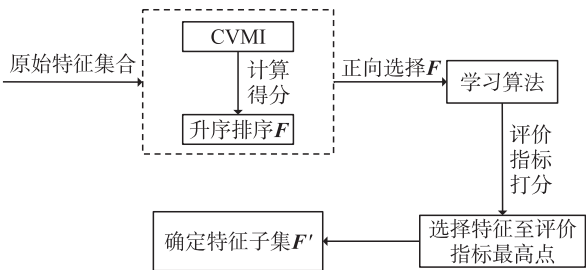 原始特征集合
CVMI
计算
得分
升序排序F
正向选择F
学习算法
评价
指标
打分
选择特征至评价
指标最高点
确定特征子集F′